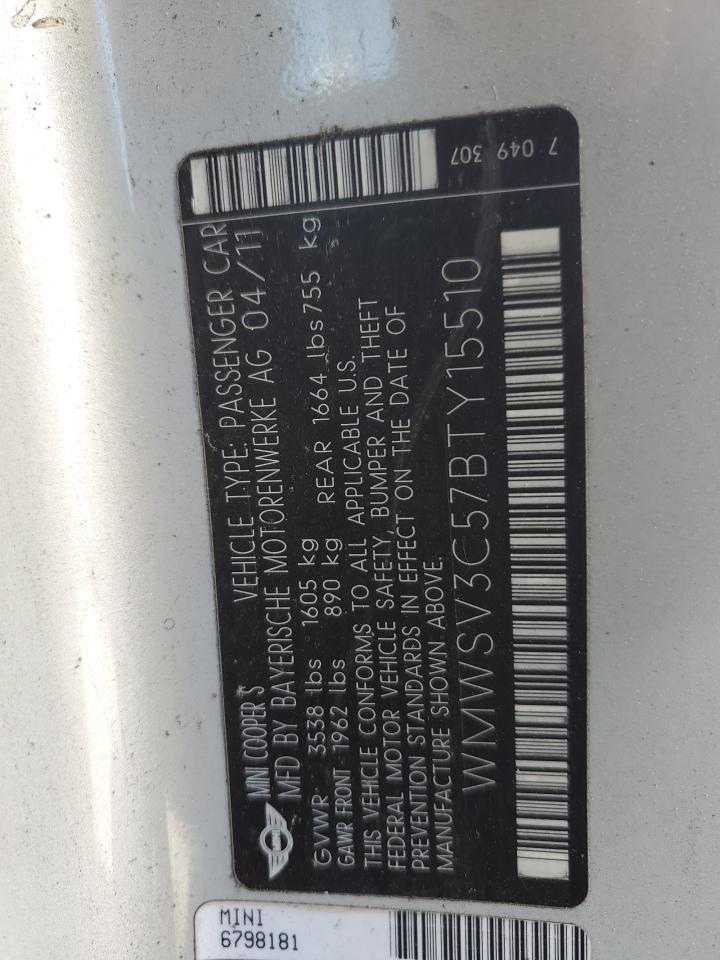 MINI COOPER S VEHICLE TYPE: PASSENGER CAR
MFD BY BAYERISCHE MOTORENWERKE AG 04/11
GVWR 3538 lbs 1605 kg
GAWR FRONT 1962 lbs 890 kg REAR 1664 lbs 755 kg
THIS VEHICLE CONFORMS TO ALL APPLICABLE U.S.
FEDERAL MOTOR VEHICLE SAFETY, BUMPER AND THEFT
PREVENTION STANDARDS IN EFFECT ON THE DATE OF
MANUFACTURE SHOWN ABOVE.
WMWSV3C57BTY15510
7 049 307
MINI
6798181